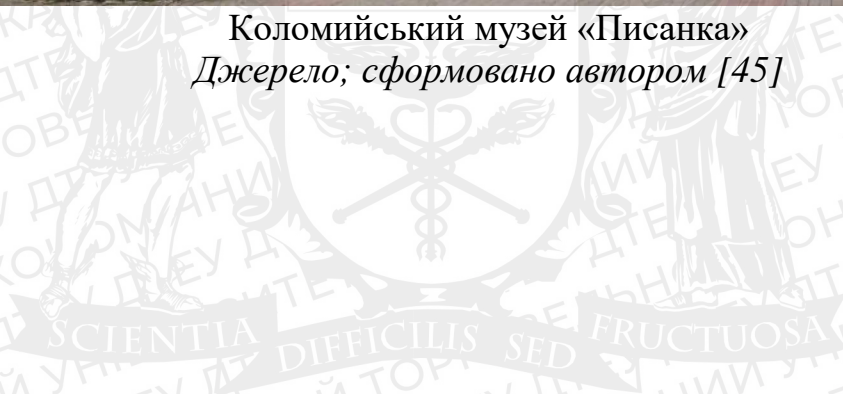 Коломийський музей «Писанка»
Джерело; сформовано автором [45]
SCIENTIA DIFFICILIS SED FRUCTUOSA